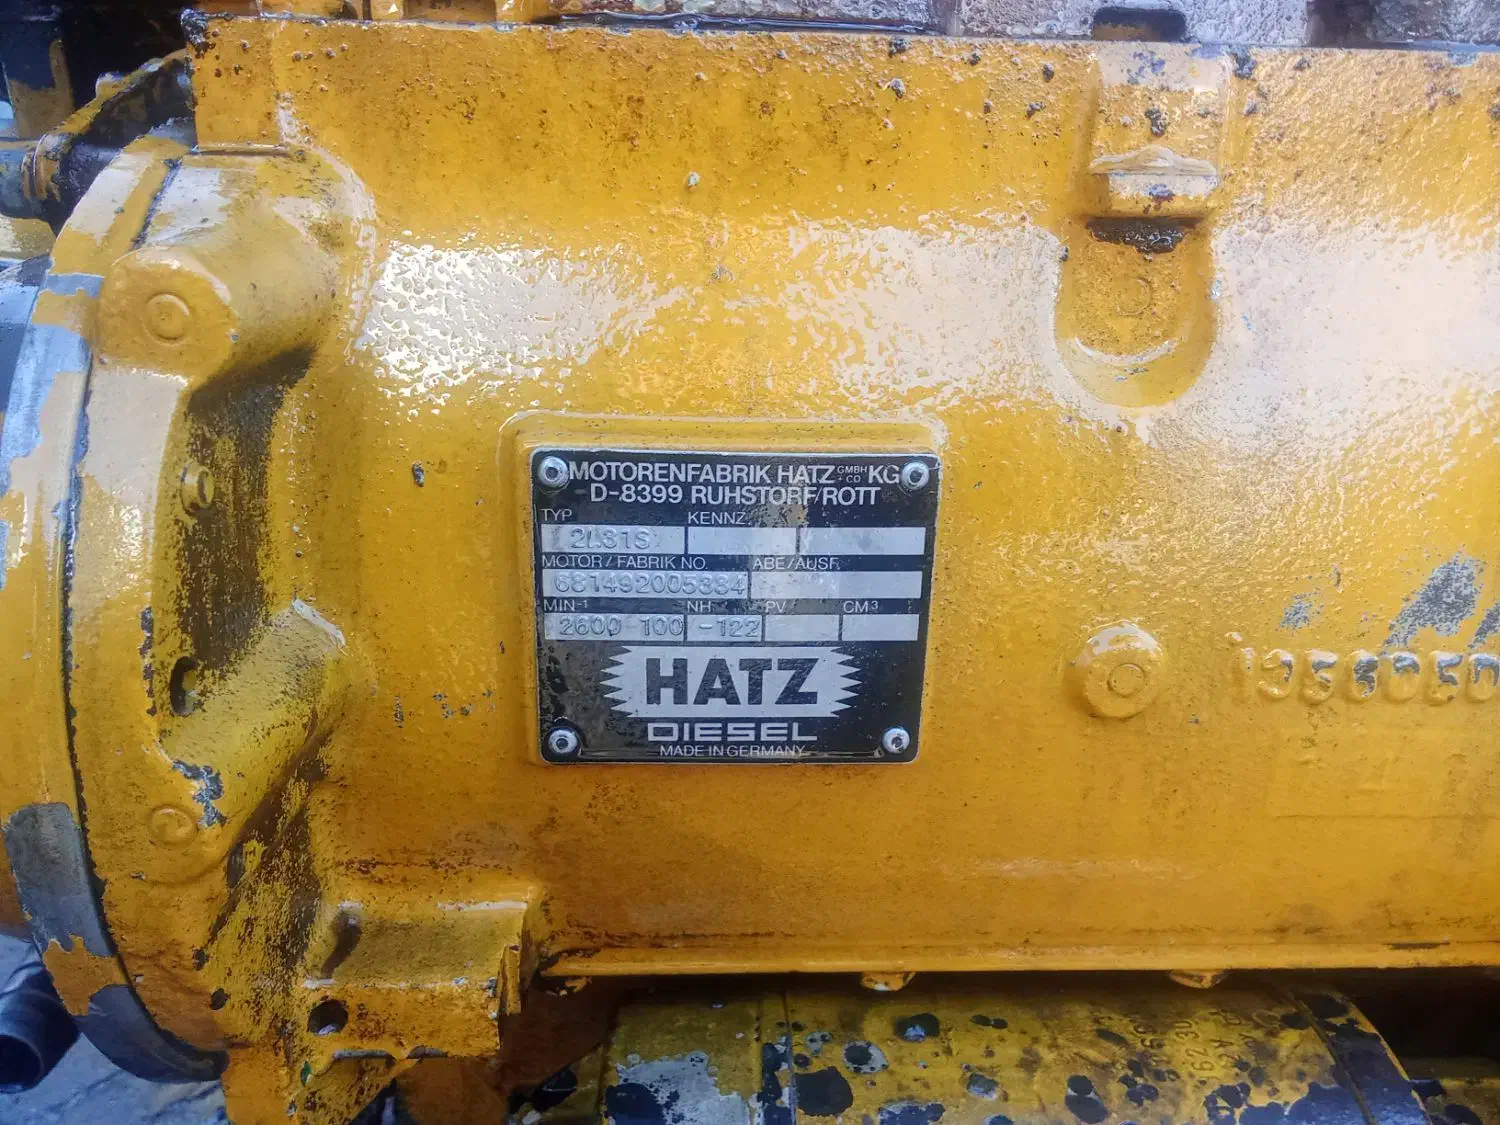 MOTORENFABRIK HATZ GMBH + CO KG
D-8399 RUHSTORF/ROTT
TYP KENNZ.
2L31S
MOTOR/FABRIK NO. ABE/AUSF.
681492005384
MIN-1 NH PV CM³
2600 100 -122
HATZ
DIESEL
MADE IN GERMANY